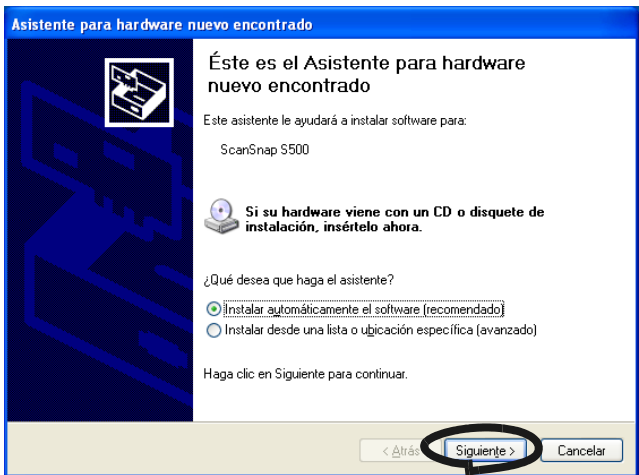 Asistente para hardware nuevo encontrado
Éste es el Asistente para hardware
nuevo encontrado
Este asistente le ayudará a instalar software para:
ScanSnap S500
Si su hardware viene con un CD o disquete de
instalación, insértelo ahora.
¿Qué desea que haga el asistente?
Instalar automáticamente el software (recomendado)
Instalar desde una lista o ubicación específica (avanzado)
Haga clic en Siguiente para continuar.
< Atrás
Siguiente >
Cancelar